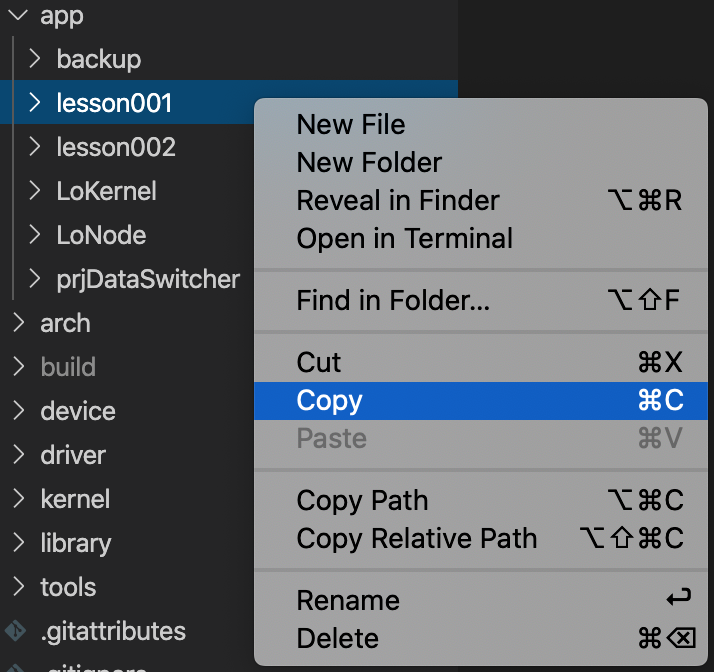 app
backup
lesson001
lesson002
LoKernel
LoNode
prjDataSwitcher
arch
build
device
driver
kernel
library
tools
.gitattributes
New File
New Folder
Reveal in Finder ⌥⌘R
Open in Terminal
Find in Folder... ⌥⇧F
Cut ⌘X
Copy ⌘C
Paste ⌘V
Copy Path ⌥⌘C
Copy Relative Path ⌥⇧⌘C
Rename ⏎
Delete ⌘⌫